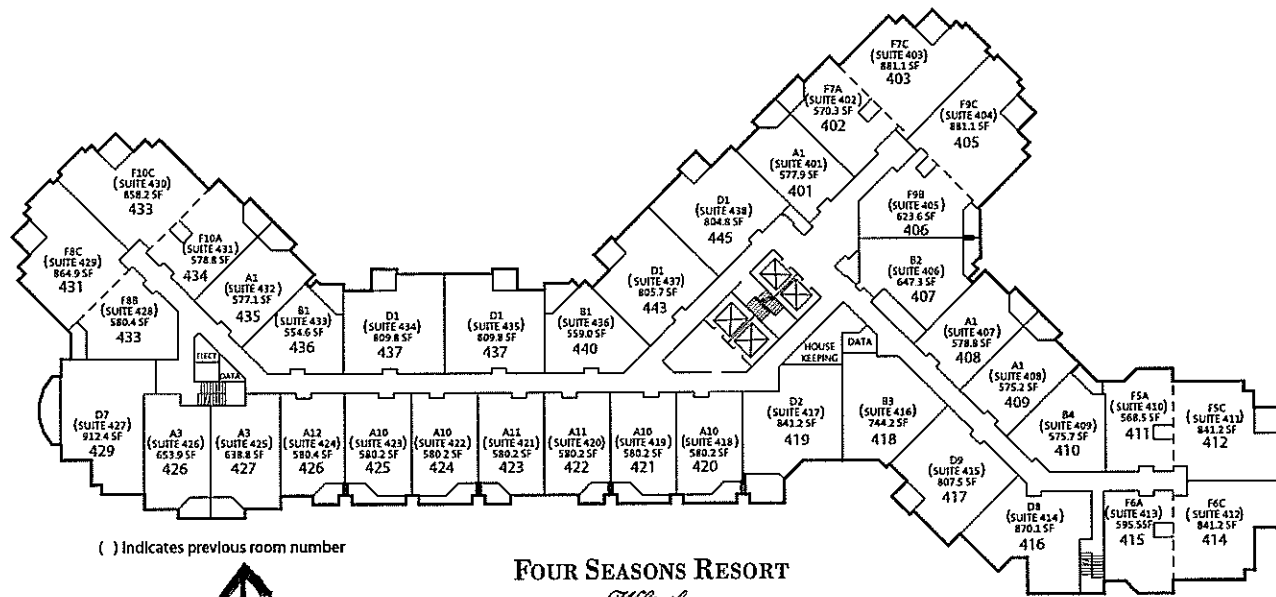 F7C
(SUITE 403)
881.1 SF
403
F7A
(SUITE 402)
570.3 SF
402
F9C
(SUITE 404)
881.1 SF
405
A1
(SUITE 401)
577.9 SF
401
F10C
(SUITE 430)
858.2 SF
433
D1
(SUITE 438)
804.8 SF
445
F9B
(SUITE 405)
623.6 SF
406
F10A
(SUITE 431)
578.8 SF
434
F8C
(SUITE 429)
864.9 SF
431
B2
(SUITE 406)
647.3 SF
407
D1
(SUITE 437)
805.7 SF
443
A1
(SUITE 432)
577.1 SF
435
F8B
(SUITE 428)
580.4 SF
433
B1
(SUITE 433)
554.6 SF
436
D1
(SUITE 434)
809.8 SF
437
D1
(SUITE 435)
809.8 SF
437
B1
(SUITE 436)
559.0 SF
440
A1
(SUITE 407)
578.8 SF
408
HOUSE
KEEPING
DATA
ELECT
DATA
A1
(SUITE 408)
575.2 SF
409
B4
(SUITE 409)
575.7 SF
410
F5A
(SUITE 410)
568.5 SF
411
F5C
(SUITE 411)
841.2 SF
412
D7
(SUITE 427)
912.4 SF
429
A3
(SUITE 426)
653.9 SF
426
A3
(SUITE 425)
638.8 SF
427
A12
(SUITE 424)
580.4 SF
426
A10
(SUITE 423)
580.2 SF
425
A10
(SUITE 422)
580.2 SF
424
A11
(SUITE 421)
580.2 SF
423
A11
(SUITE 420)
580.2 SF
422
A10
(SUITE 419)
580.2 SF
421
A10
(SUITE 418)
580.2 SF
420
D2
(SUITE 417)
841.2 SF
419
B3
(SUITE 416)
744.2 SF
418
D9
(SUITE 415)
807.5 SF
417
D8
(SUITE 414)
870.1 SF
416
F6A
(SUITE 413)
595.5SF
415
F6C
(SUITE 412)
841.2 SF
414
( ) Indicates previous room number
FOUR SEASONS RESORT